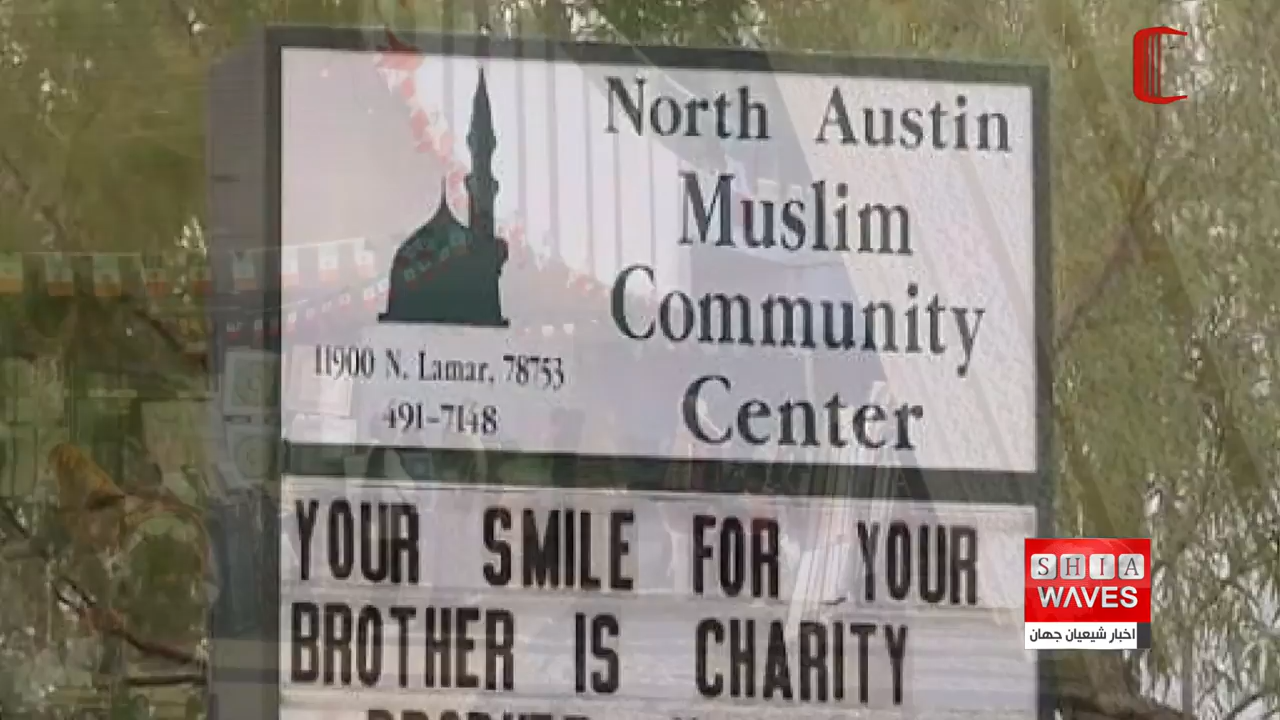 North Austin
Muslim
Community
Center
11900 N. Lamar, 78753
491-7148
YOUR SMILE FOR YOUR
BROTHER IS CHARITY
SHIA
WAVES
اخبار شیعیان جهان